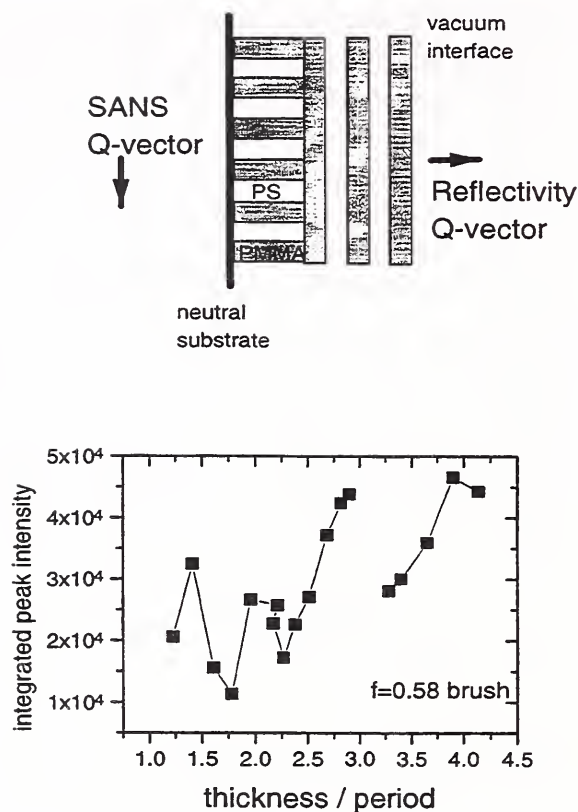 vacuum
interface
SANS
Q-vector
PS
Reflectivity
Q-vector
PMMA
neutral
substrate
5x10⁴
4x10⁴
3x10⁴
2x10⁴
1x10⁴
integrated peak intensity
f=0.58 brush
1.0 1.5 2.0 2.5 3.0 3.5 4.0 4.5
thickness / period